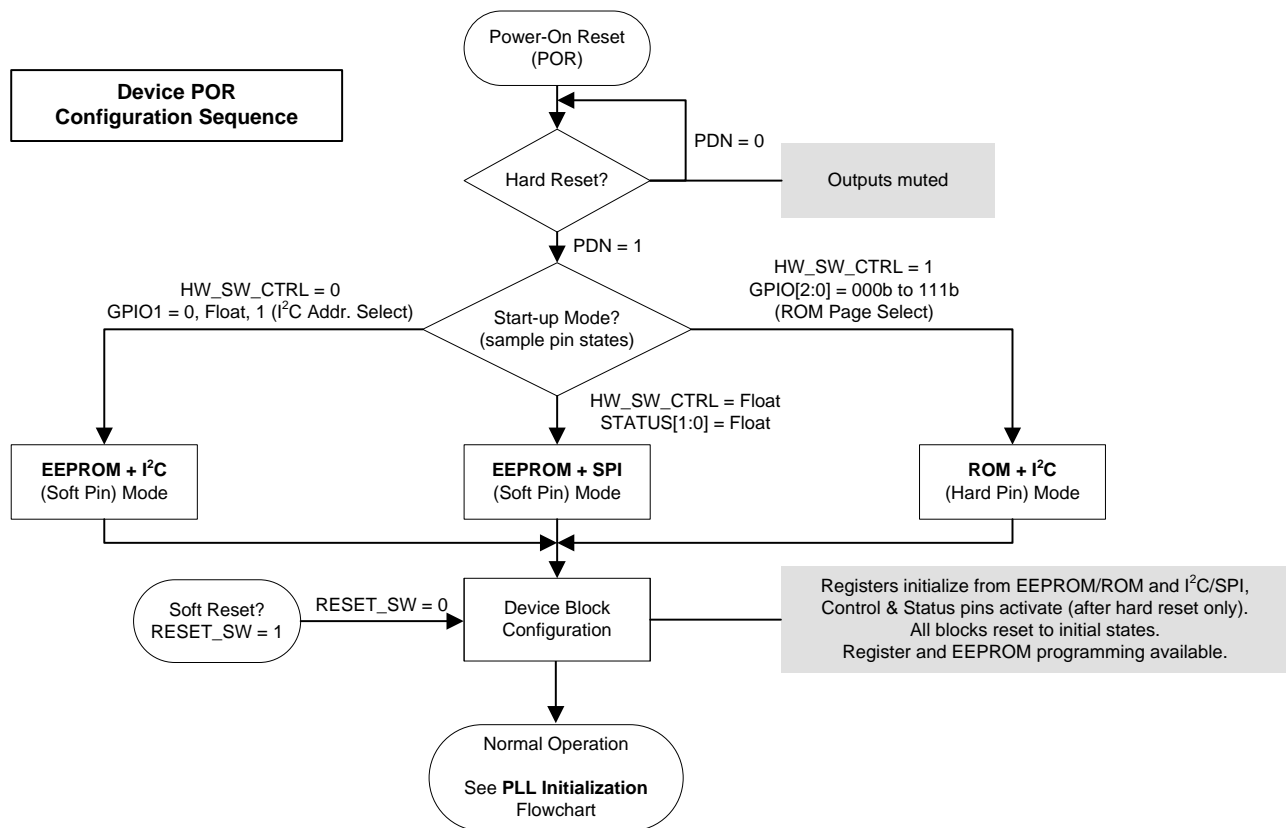 Power-On Reset
(POR)
Device POR
Configuration Sequence
PDN = 0
Hard Reset?
Outputs muted
PDN = 1
HW_SW_CTRL = 0
GPIO1 = 0, Float, 1 (I²C Addr. Select)
HW_SW_CTRL = 1
GPIO[2:0] = 000b to 111b
(ROM Page Select)
Start-up Mode?
(sample pin states)
HW_SW_CTRL = Float
STATUS[1:0] = Float
EEPROM + I²C
(Soft Pin) Mode
EEPROM + SPI
(Soft Pin) Mode
ROM + I²C
(Hard Pin) Mode
Soft Reset?
RESET_SW = 1
RESET_SW = 0
Device Block
Configuration
Registers initialize from EEPROM/ROM and I²C/SPI,
Control & Status pins activate (after hard reset only).
All blocks reset to initial states.
Register and EEPROM programming available.
Normal Operation
See PLL Initialization
Flowchart